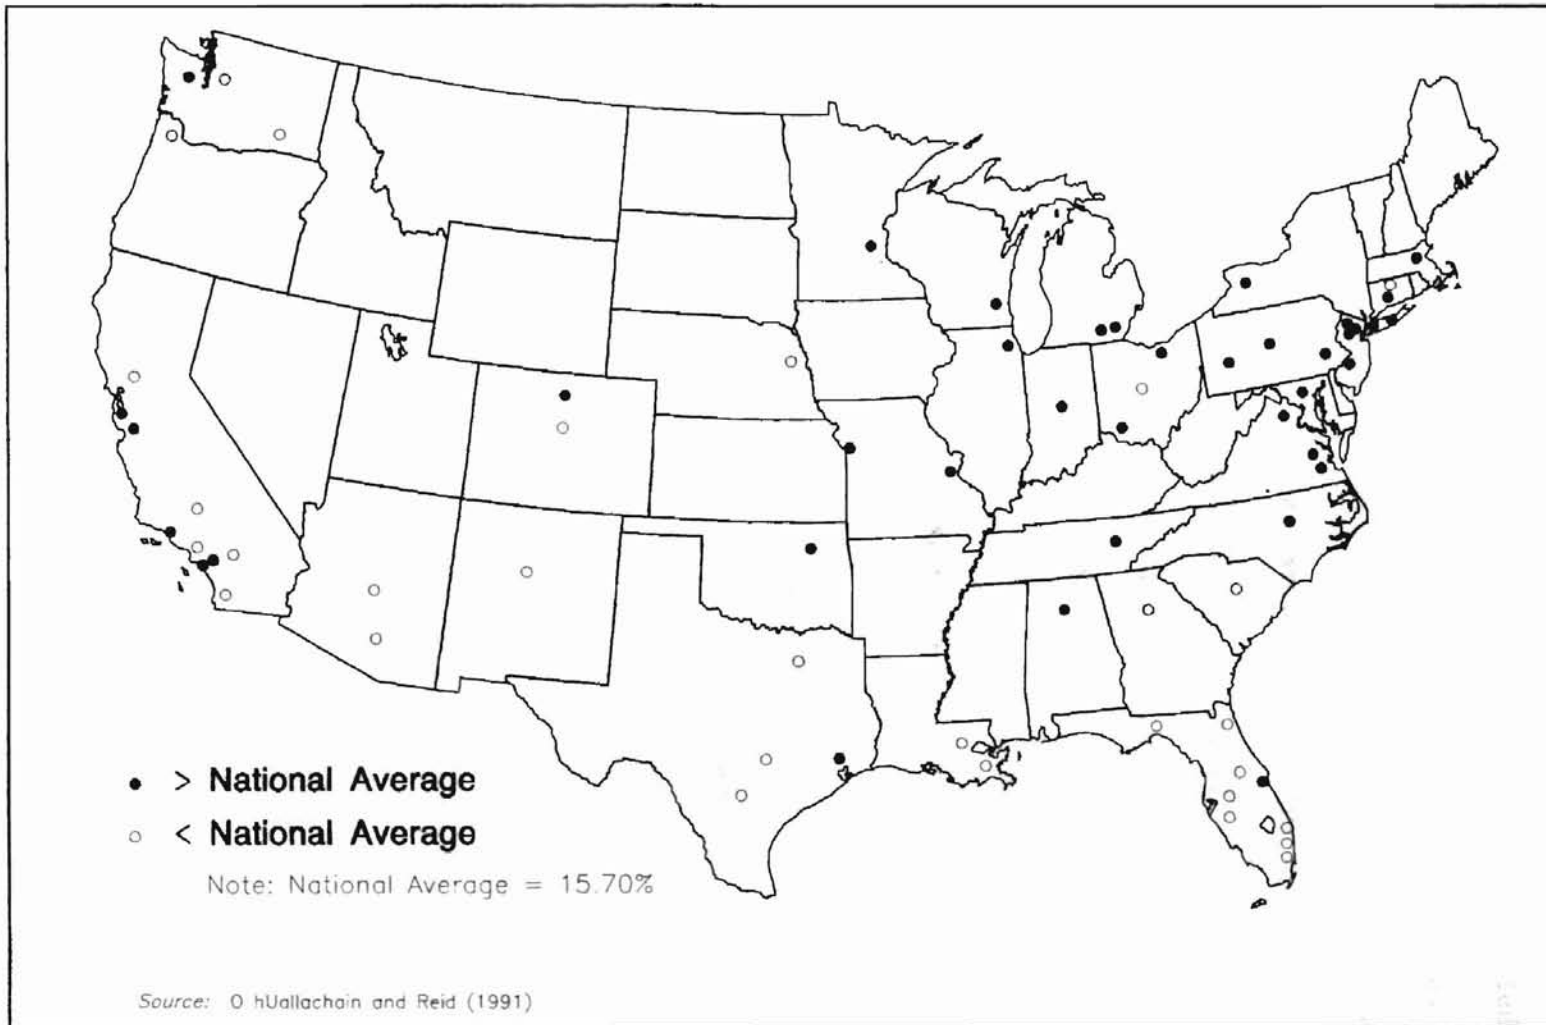 > National Average
< National Average
Note: National Average = 15.70%
Source: O hUallachain and Reid (1991)